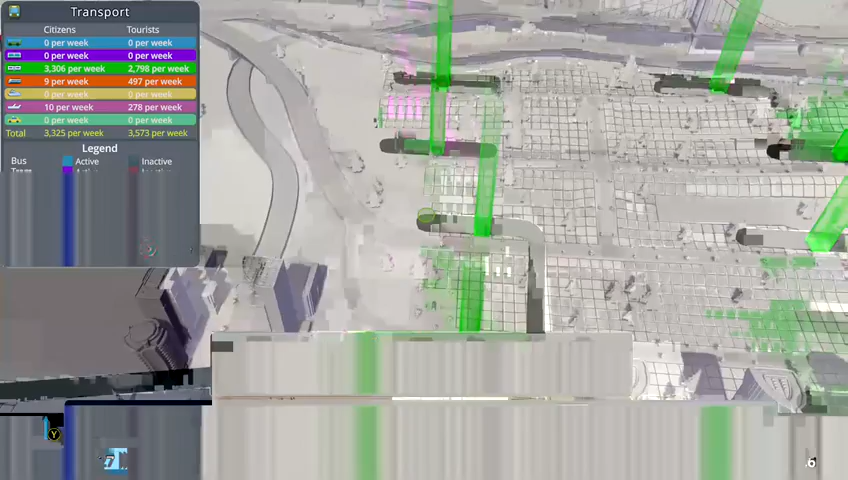 Transport
Citizens Tourists
0 per week 0 per week
0 per week 0 per week
3,306 per week 2,798 per week
9 per week 497 per week
0 per week 0 per week
10 per week 278 per week
0 per week 0 per week
Total 3,325 per week 3,573 per week
Legend
Bus Active Inactive
Y